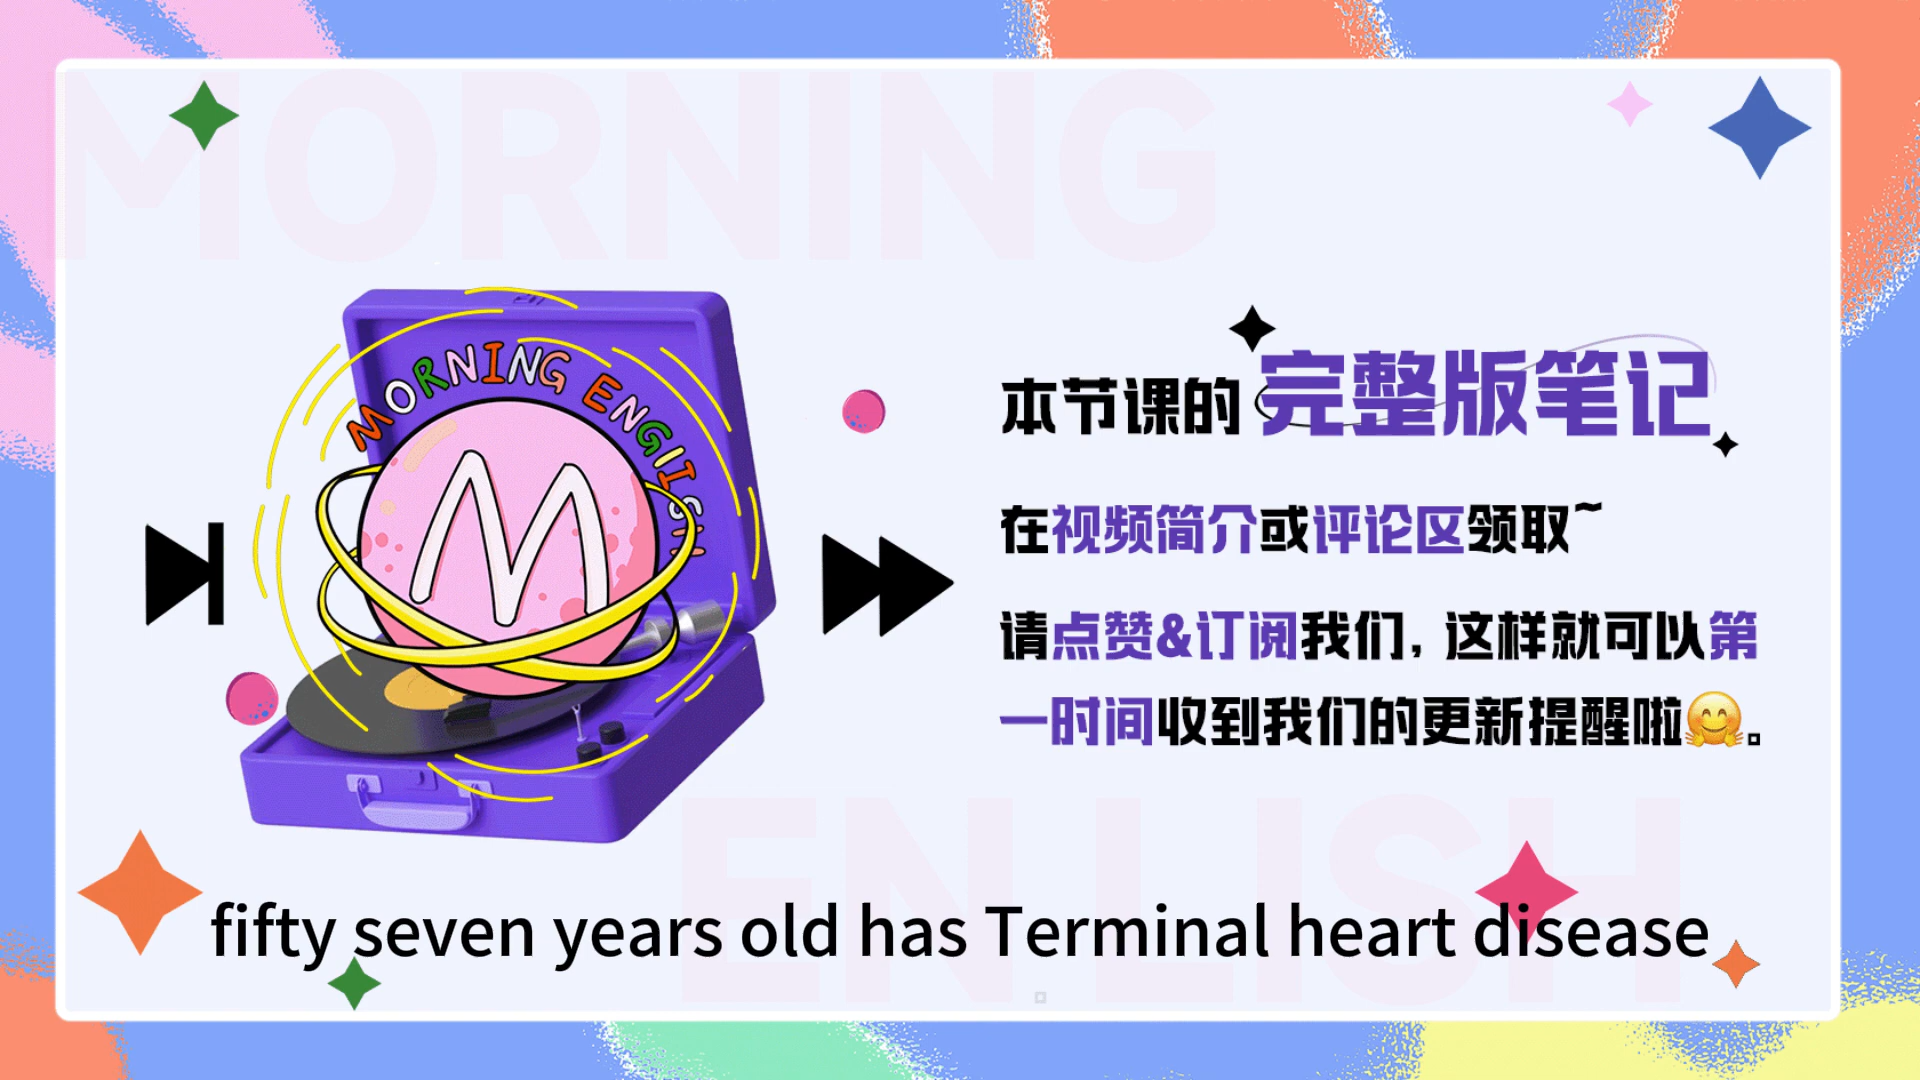 MORNING
MORNING ENGlISH
M
本节课的完整版笔记
在视频简介或评论区领取~
请点赞&订阅我们，这样就可以第
一时间收到我们的更新提醒啦🤗。
EN LISH
fifty seven years old has Terminal heart disease